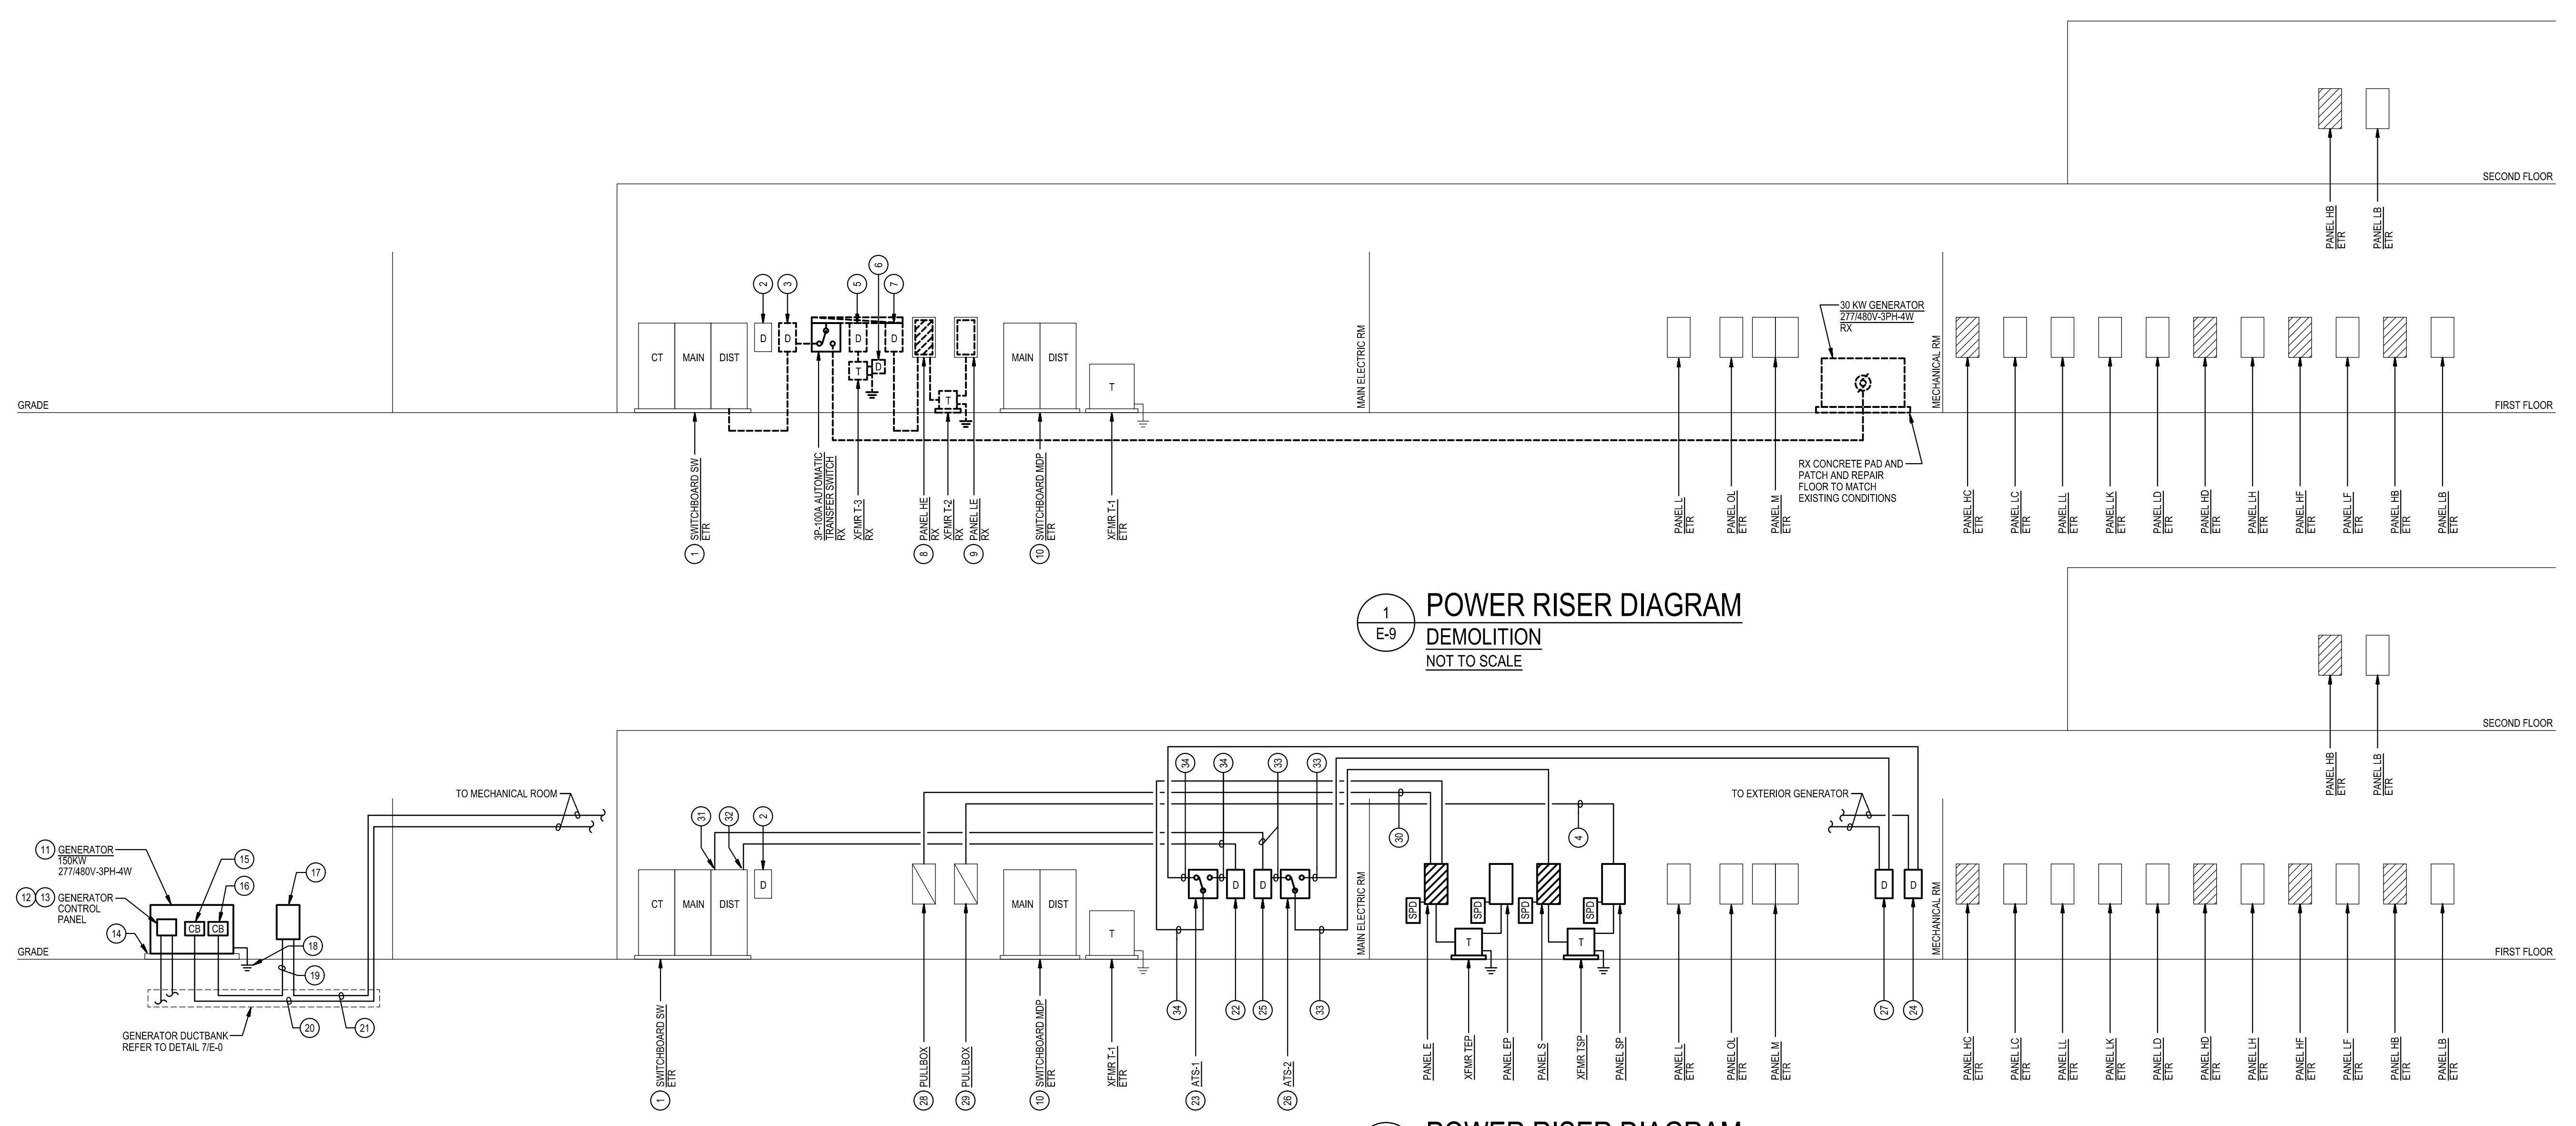 SECOND FLOOR
PANEL HB
ETR
PANEL LB
ETR
2
3
5
6
7
CT
MAIN
DIST
D
D
D
D
D
T
T
MAIN
DIST
T
MAIN ELECTRIC RM
30 KW GENERATOR
277/480V-3PH-4W
RX
G
MECHANICAL RM
GRADE
FIRST FLOOR
RX CONCRETE PAD AND
PATCH AND REPAIR
FLOOR TO MATCH
EXISTING CONDITIONS
1
SWITCHBOARD SW
ETR
3P-100A AUTOMATIC
TRANSFER SWITCH
RX
XFMR T-3
RX
8
PANEL HE
RX
XFMR T-2
RX
9
PANEL LE
RX
10
SWITCHBOARD MDP
ETR
XFMR T-1
ETR
PANEL L
ETR
PANEL OL
ETR
PANEL M
ETR
PANEL HC
ETR
PANEL LC
ETR
PANEL LL
ETR
PANEL LK
ETR
PANEL LD
ETR
PANEL HD
ETR
PANEL LH
ETR
PANEL HF
ETR
PANEL LF
ETR
PANEL HB
ETR
PANEL LB
ETR
1
E-9
POWER RISER DIAGRAM
DEMOLITION
NOT TO SCALE
SECOND FLOOR
PANEL HB
ETR
PANEL LB
ETR
TO MECHANICAL ROOM
TO EXTERIOR GENERATOR
34
34
33
33
31
32
2
30
4
11
GENERATOR
150KW
277/480V-3PH-4W
12
13
GENERATOR
CONTROL
PANEL
14
15
16
17
CB
CB
18
19
20
21
GRADE
GENERATOR DUCTBANK
REFER TO DETAIL 7/E-0
CT
MAIN
DIST
D
MAIN
DIST
T
D
D
MAIN ELECTRIC RM
SPD
SPD
SPD
SPD
T
T
D
D
MECHANICAL RM
FIRST FLOOR
34
22
25
33
27
24
1
SWITCHBOARD SW
ETR
28
PULLBOX
29
PULLBOX
10
SWITCHBOARD MDP
ETR
XFMR T-1
ETR
23
ATS-1
26
ATS-2
PANEL E
XFMR TEP
PANEL EP
PANEL S
XFMR TSP
PANEL SP
PANEL L
ETR
PANEL OL
ETR
PANEL M
ETR
PANEL HC
ETR
PANEL LC
ETR
PANEL LL
ETR
PANEL LK
ETR
PANEL LD
ETR
PANEL HD
ETR
PANEL LH
ETR
PANEL HF
ETR
PANEL LF
ETR
PANEL HB
ETR
PANEL LB
ETR
POWER RISER DIAGRAM